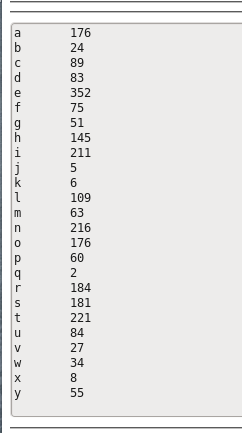 a 176
b 24
c 89
d 83
e 352
f 75
g 51
h 145
i 211
j 5
k 6
l 109
m 63
n 216
o 176
p 60
q 2
r 184
s 181
t 221
u 84
v 27
w 34
x 8
y 55